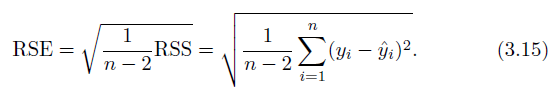 RSE = √(1/(n − 2) RSS) = √(1/(n − 2) ∑_{i=1}^{n} (y_i − ŷ_i)²). (3.15)